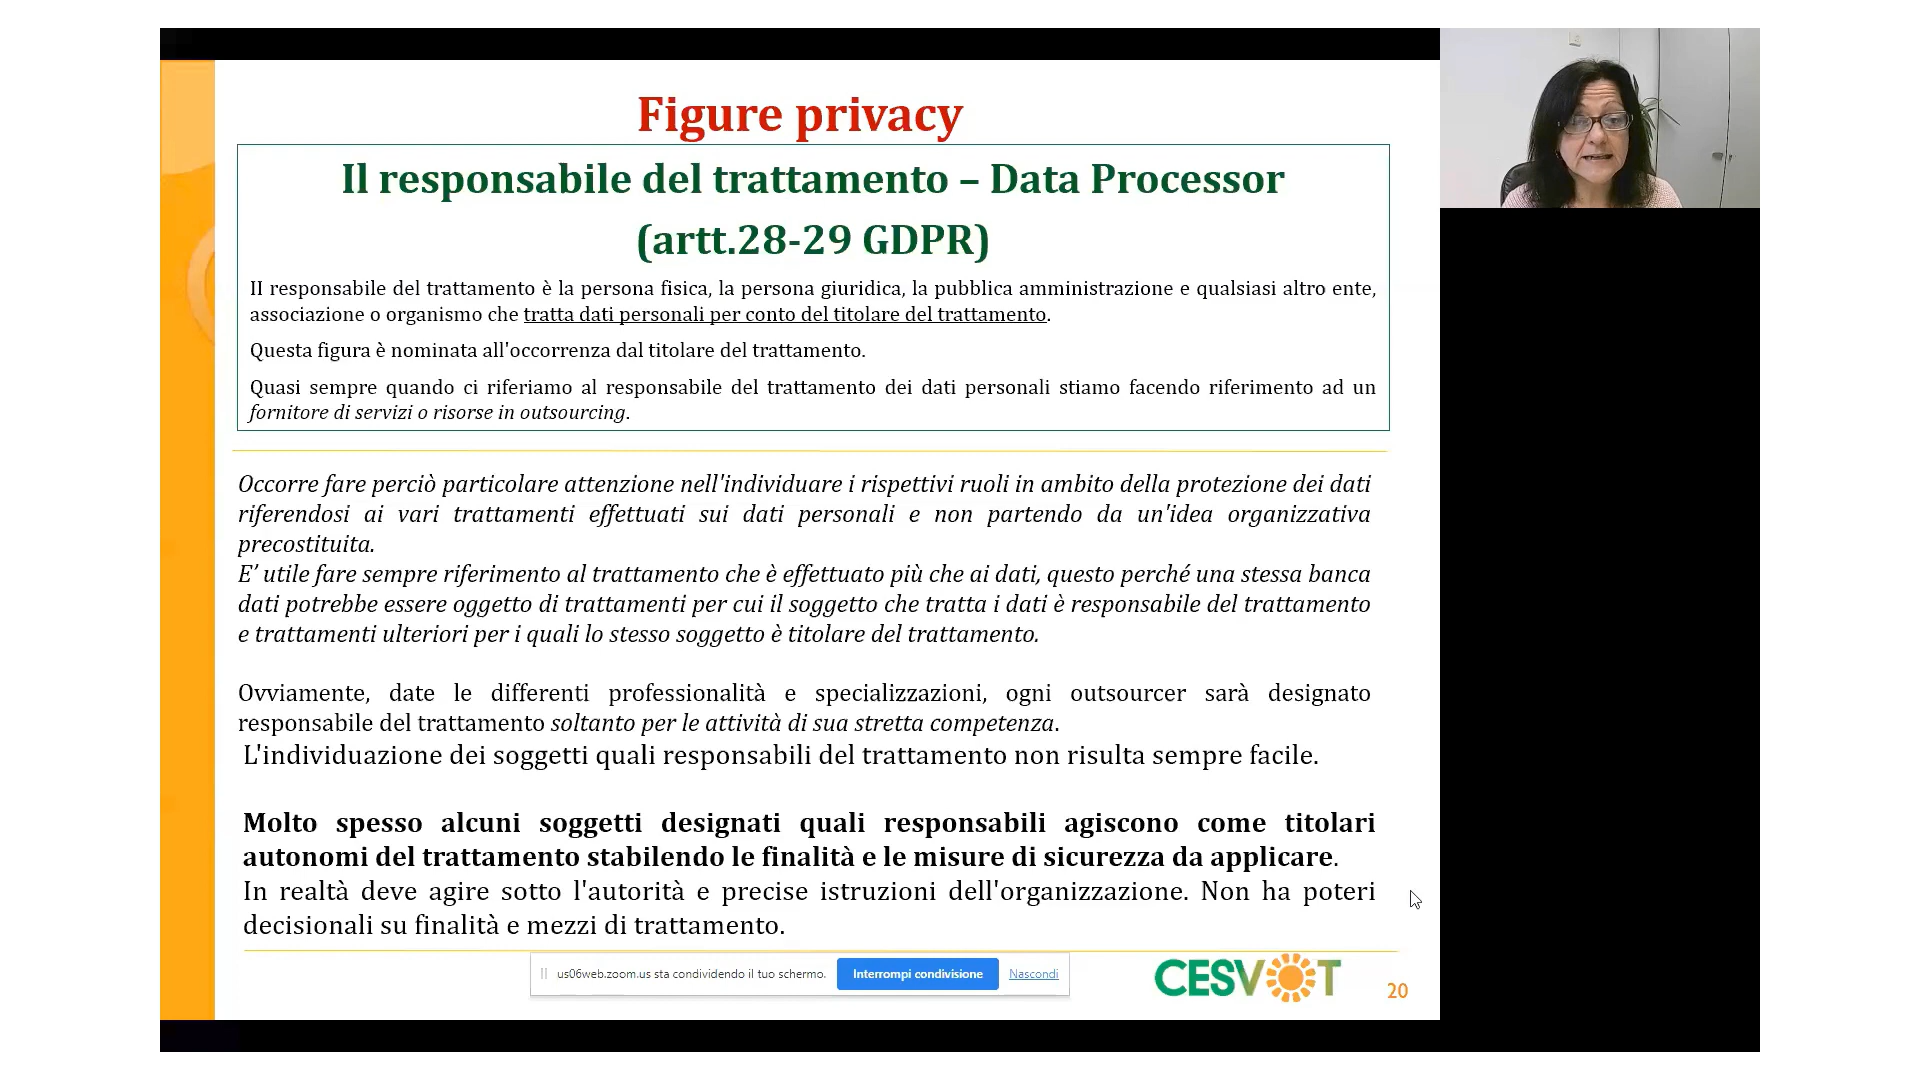 Figure privacy
Il responsabile del trattamento – Data Processor
(artt.28-29 GDPR)
II responsabile del trattamento è la persona fisica, la persona giuridica, la pubblica amministrazione e qualsiasi altro ente,
associazione o organismo che tratta dati personali per conto del titolare del trattamento.
Questa figura è nominata all'occorrenza dal titolare del trattamento.
Quasi sempre quando ci riferiamo al responsabile del trattamento dei dati personali stiamo facendo riferimento ad un
fornitore di servizi o risorse in outsourcing.
Occorre fare perciò particolare attenzione nell'individuare i rispettivi ruoli in ambito della protezione dei dati
riferendosi ai vari trattamenti effettuati sui dati personali e non partendo da un'idea organizzativa
precostituita.
E’ utile fare sempre riferimento al trattamento che è effettuato più che ai dati, questo perché una stessa banca
dati potrebbe essere oggetto di trattamenti per cui il soggetto che tratta i dati è responsabile del trattamento
e trattamenti ulteriori per i quali lo stesso soggetto è titolare del trattamento.
Ovviamente, date le differenti professionalità e specializzazioni, ogni outsourcer sarà designato
responsabile del trattamento soltanto per le attività di sua stretta competenza.
L'individuazione dei soggetti quali responsabili del trattamento non risulta sempre facile.
Molto spesso alcuni soggetti designati quali responsabili agiscono come titolari
autonomi del trattamento stabilendo le finalità e le misure di sicurezza da applicare.
In realtà deve agire sotto l'autorità e precise istruzioni dell'organizzazione. Non ha poteri
decisionali su finalità e mezzi di trattamento.
us06web.zoom.us sta condividendo il tuo schermo. Interrompi condivisione Nascondi
CESVOT
20